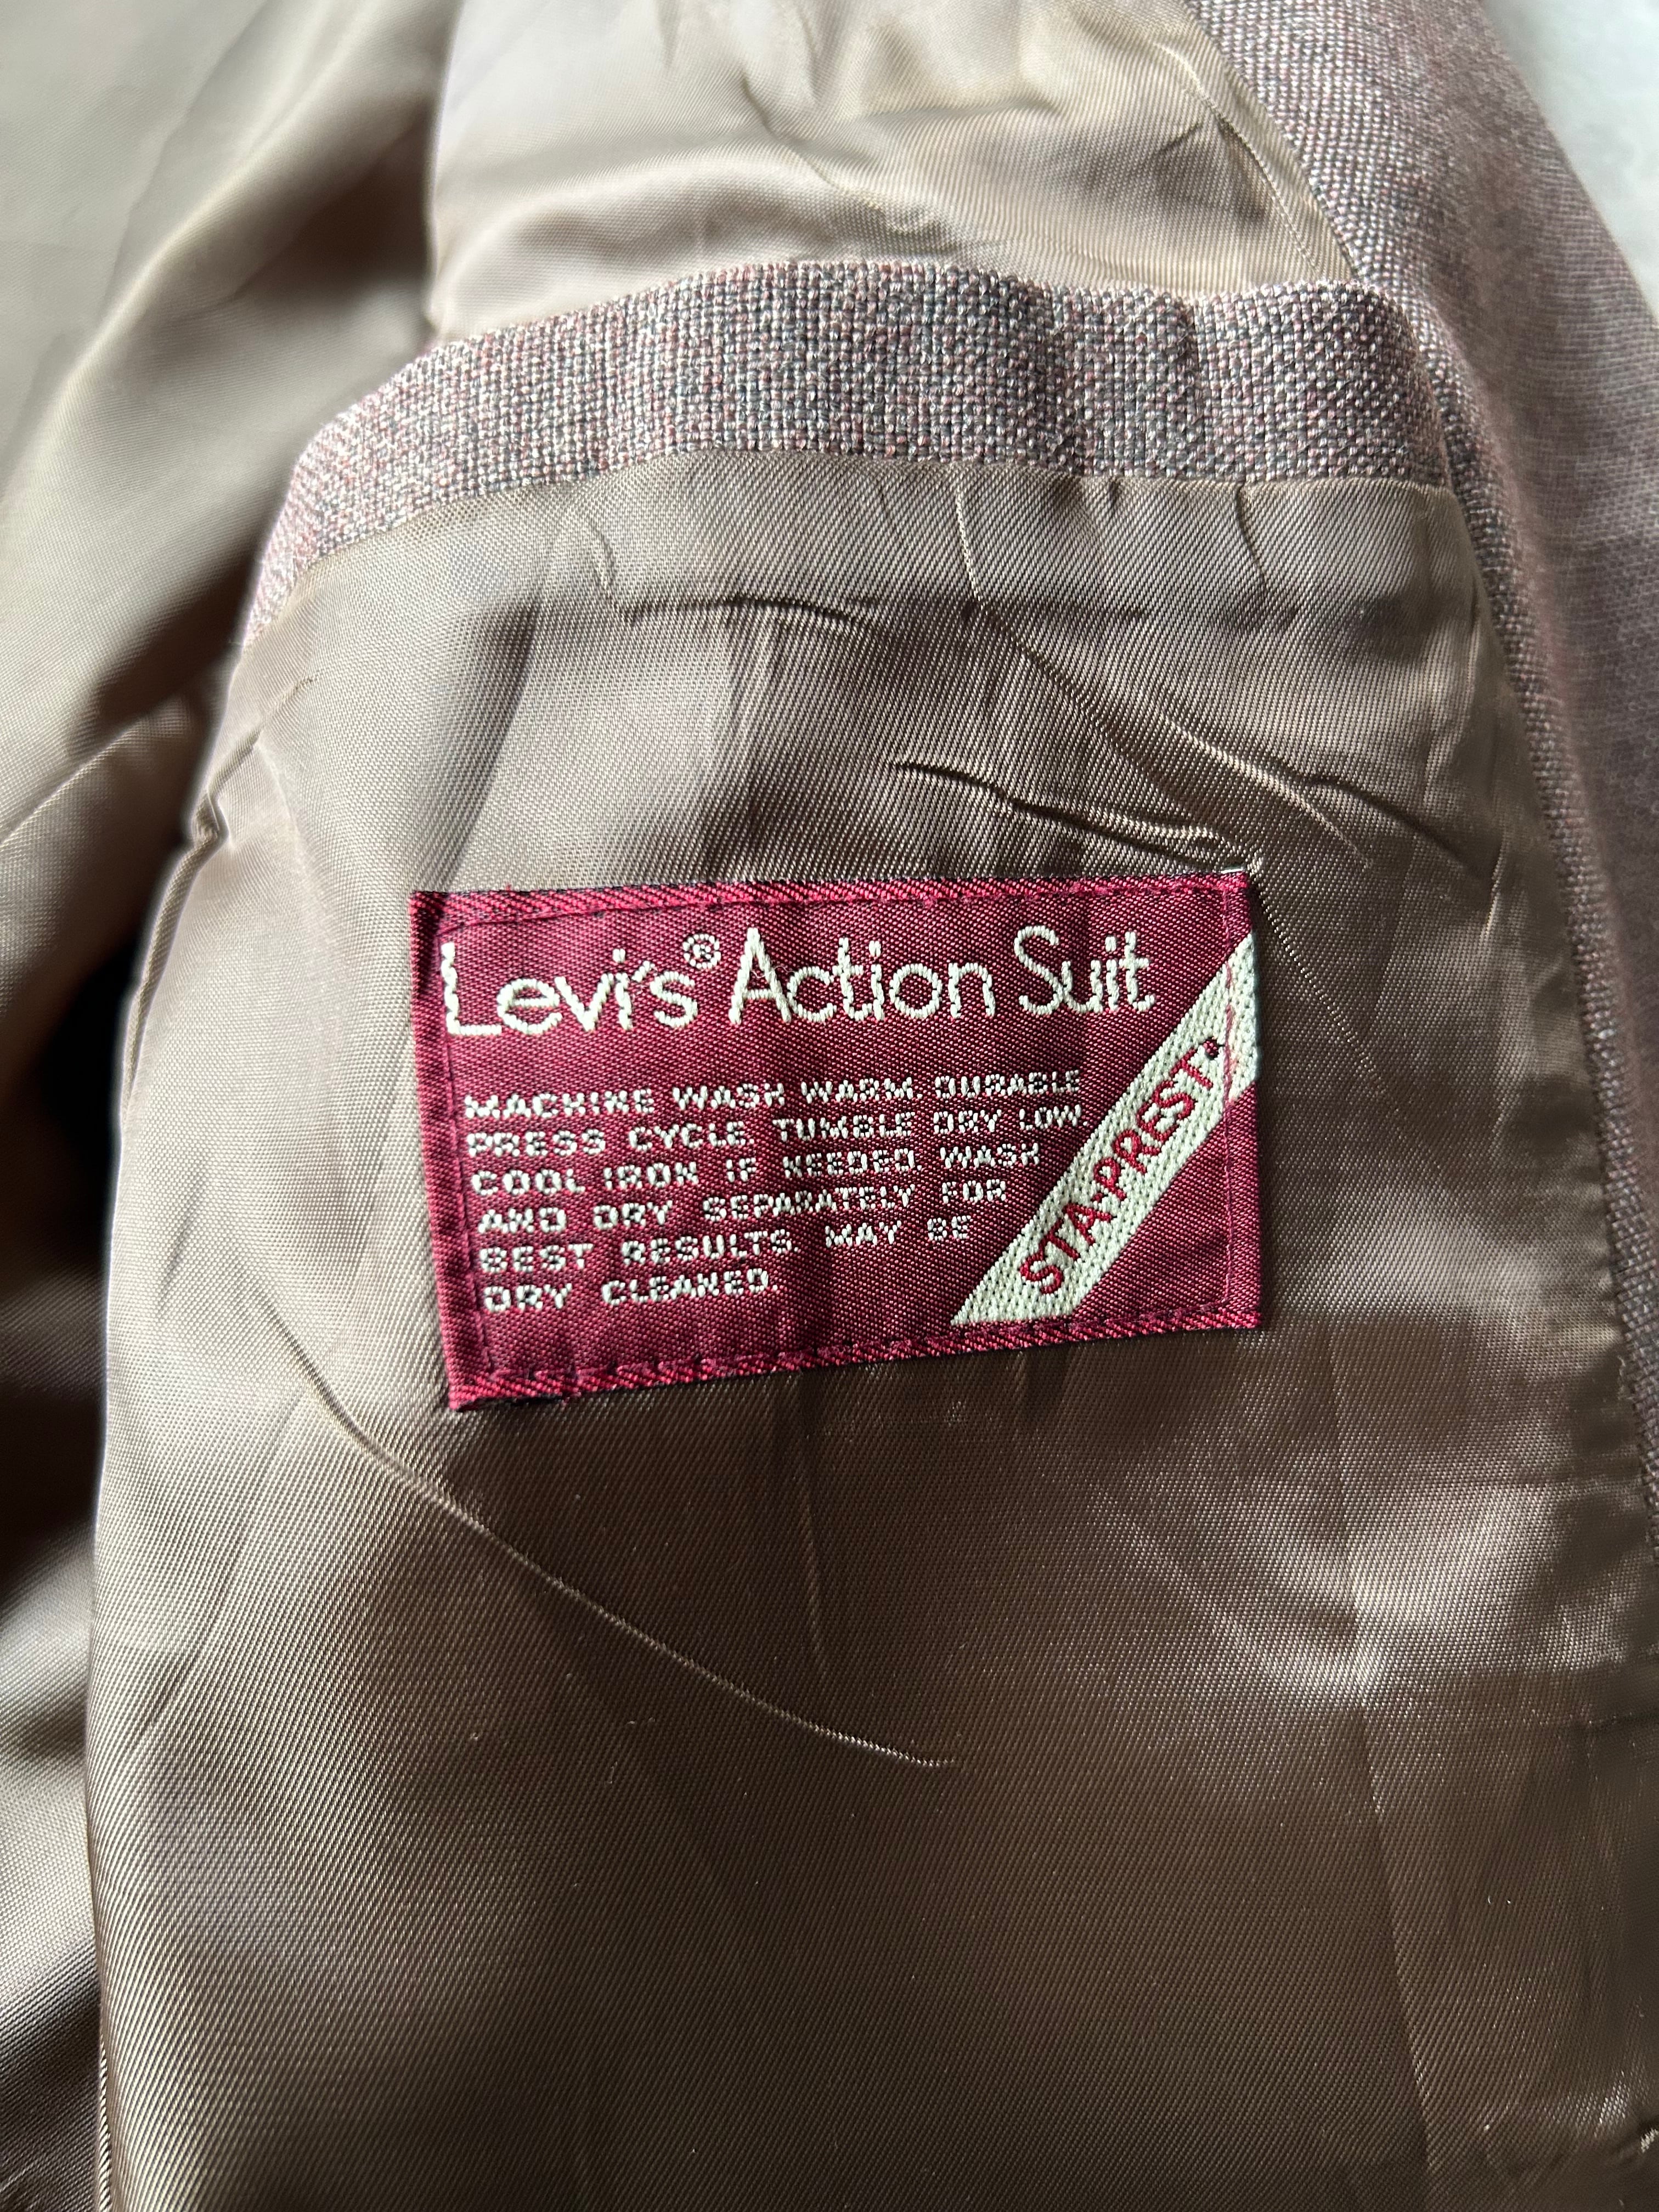 Levi's® Action Suit
MACHINE WASH WARM. DURABLE
PRESS CYCLE. TUMBLE DRY LOW.
COOL IRON IF NEEDED. WASH
AND DRY SEPARATELY FOR
BEST RESULTS. MAY BE
DRY CLEANED.
STA-PREST